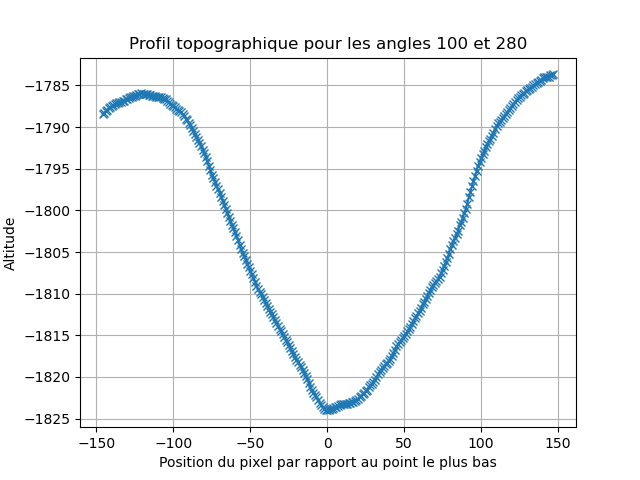 Profil topographique pour les angles 100 et 280
Altitude
−1785
−1790
−1795
−1800
−1805
−1810
−1815
−1820
−1825
−150 −100 −50 0 50 100 150
Position du pixel par rapport au point le plus bas